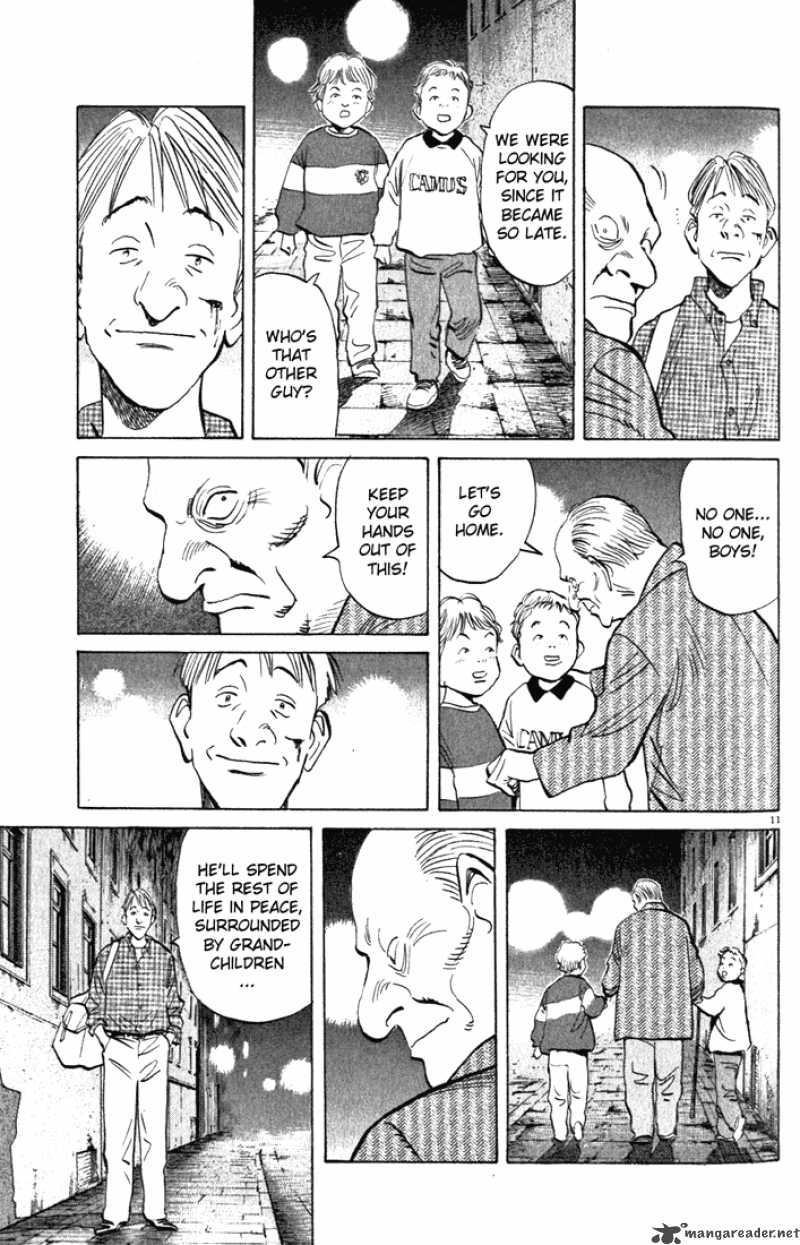 WE WERE
LOOKING
FOR YOU,
SINCE IT
BECAME
SO LATE.
CAMUS
WHO'S
THAT
OTHER
GUY?
NO ONE...
NO ONE,
BOYS!
LET'S
GO
HOME.
CAMU
KEEP
YOUR
HANDS
OUT OF
THIS!
11
HE'LL SPEND
THE REST OF
LIFE IN PEACE,
SURROUNDED
BY GRAND-
CHILDREN
...
mangareader.net